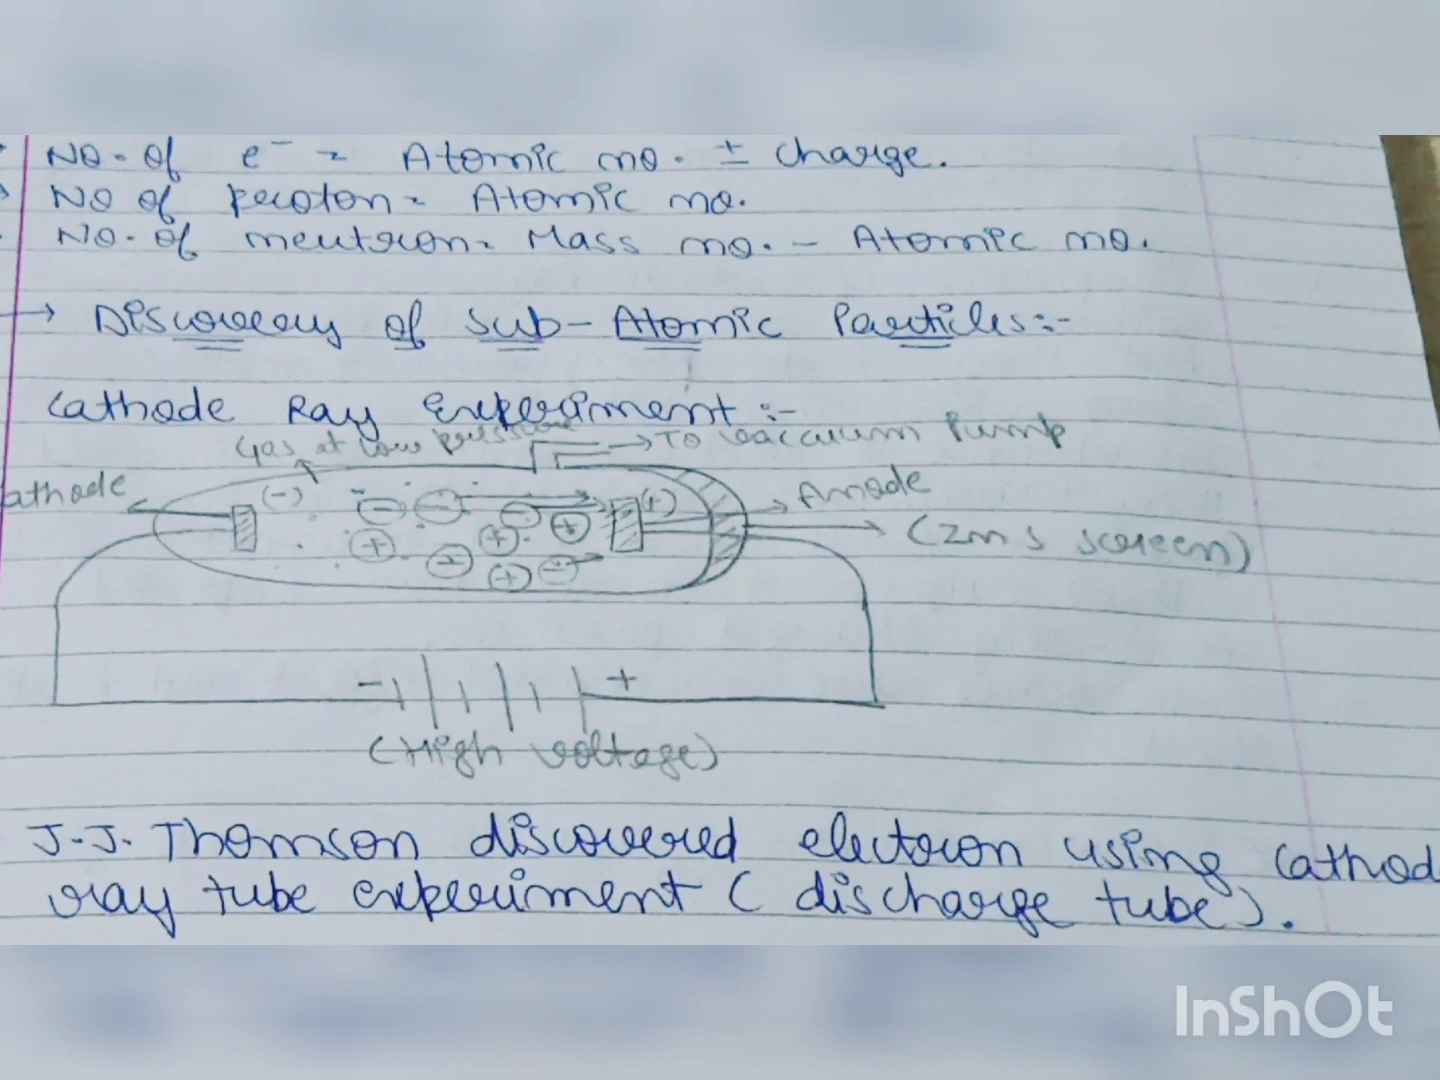 No. of e⁻ = Atomic no. ± charge.
No of proton = Atomic no.
No. of neutron = Mass no. - Atomic no.
→ Discovery of Sub-Atomic Particles:-
Cathode Ray Experiment:-
Gas at low pressure → To Vaccuum Pump
athode (-) - - - + + + + - (+) → Anode
→ (ZnS screen)
- +
(High voltage)
J.J. Thomson discovered electron using Cathod
ray tube experiment (discharge tube).
InShOt